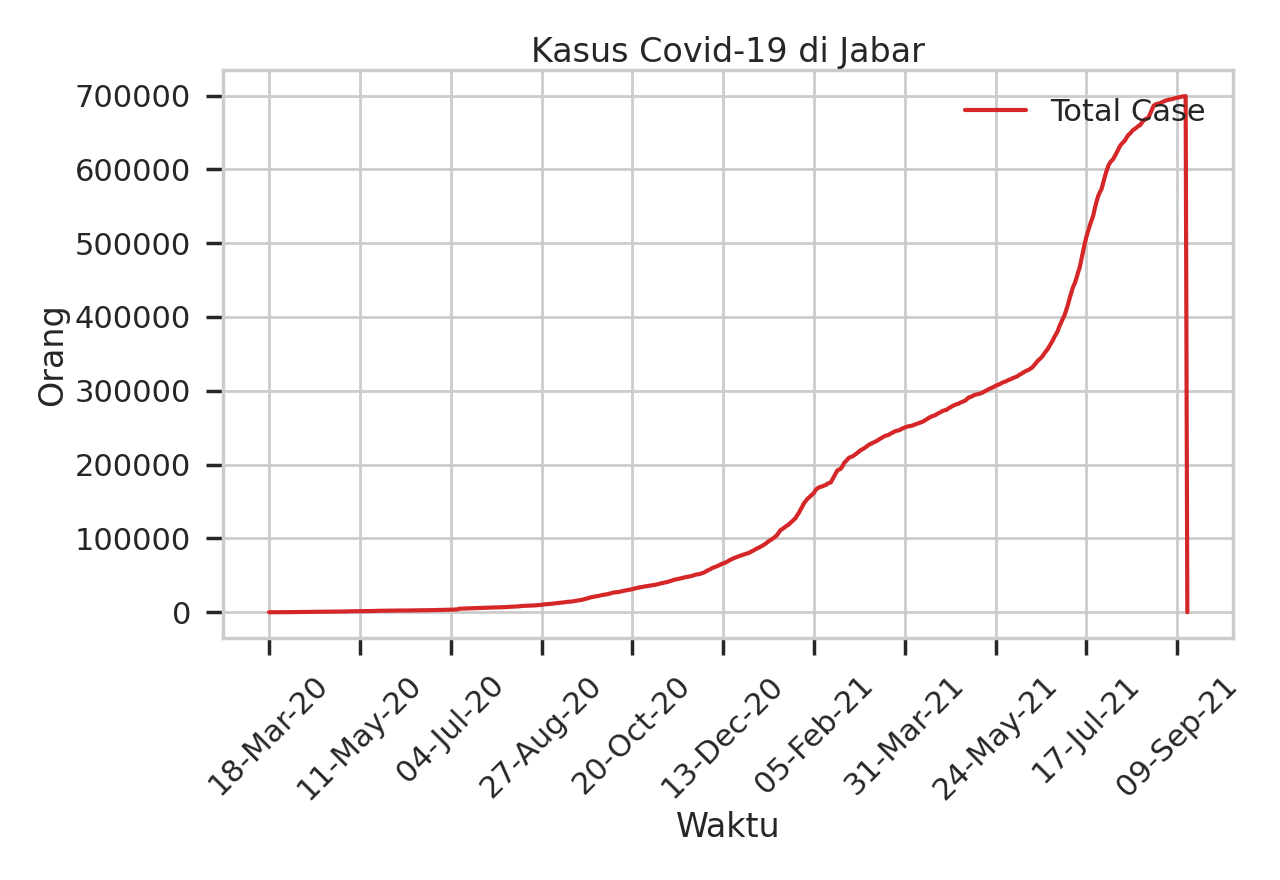 Kasus Covid-19 di Jabar
Total Case
Orang
700000
600000
500000
400000
300000
200000
100000
0
18-Mar-20
11-May-20
04-Jul-20
27-Aug-20
20-Oct-20
13-Dec-20
05-Feb-21
31-Mar-21
24-May-21
17-Jul-21
09-Sep-21
Waktu